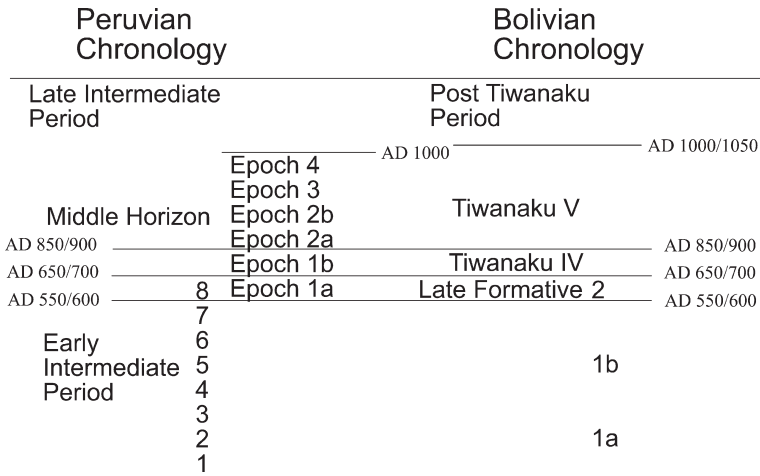 Peruvian Chronology
Bolivian Chronology
Late Intermediate Period
Post Tiwanaku Period
AD 1000
AD 1000/1050
Epoch 4
Epoch 3
Middle Horizon
Epoch 2b
Tiwanaku V
AD 850/900
Epoch 2a
AD 850/900
Epoch 1b
Tiwanaku IV
AD 650/700
AD 650/700
8
Epoch 1a
Late Formative 2
AD 550/600
AD 550/600
7
Early Intermediate Period
6
5
1b
4
3
2
1a
1